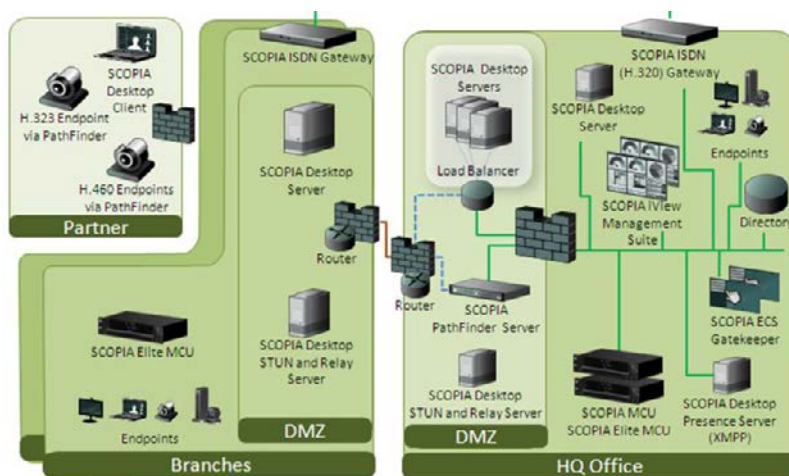 SCOPIA
Desktop
Client
H.323 Endpoint
via PathFinder
H.460 Endpoints
via PathFinder
Partner
SCOPIA ISDN Gateway
SCOPIA Desktop
Server
Router
SCOPIA Desktop
STUN and Relay
Server
DMZ
SCOPIA Elite MCU
Endpoints
Branches
SCOPIA Desktop
Servers
Load Balancer
Router
SCOPIA
PathFinder Server
SCOPIA Desktop
STUN and Relay Server
DMZ
SCOPIA ISDN
(H.320) Gateway
SCOPIA Desktop
Server
Endpoints
SCOPIA iView
Management
Suite
Directory
SCOPIA ECS
Gatekeeper
SCOPIA MCU
SCOPIA Elite MCU
SCOPIA Desktop
Presence Server
(XMPP)
HQ Office